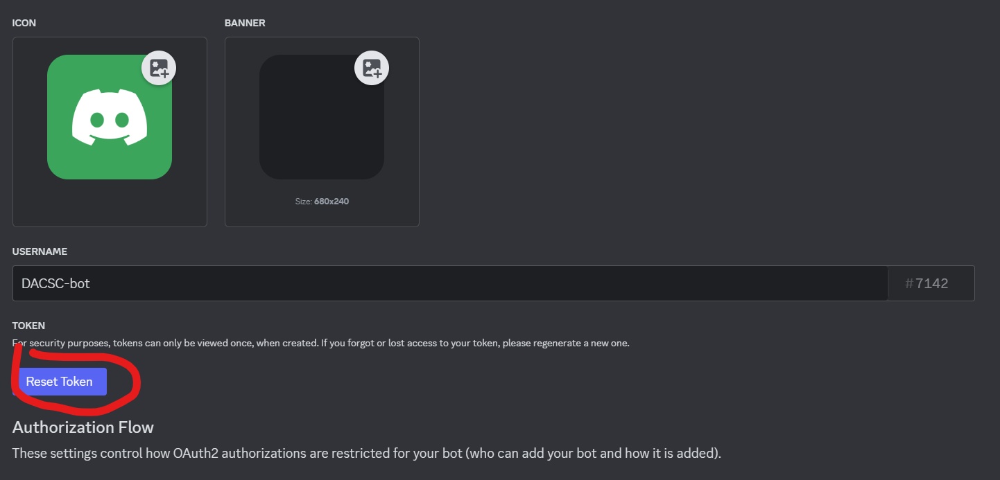 ICON
BANNER
Size: 680x240
USERNAME
DACSC-bot
#7142
TOKEN
For security purposes, tokens can only be viewed once, when created. If you forgot or lost access to your token, please regenerate a new one.
Reset Token
Authorization Flow
These settings control how OAuth2 authorizations are restricted for your bot (who can add your bot and how it is added).